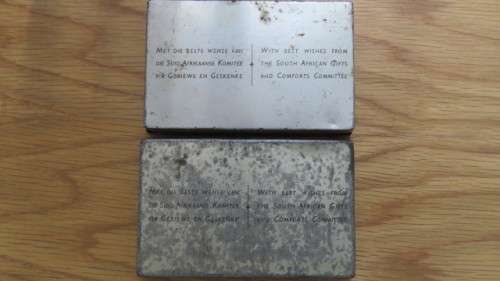 MET DIE BESTE WENSE VAN
DIE SUID AFRIKAANSE KOMITEE
VIR GERIEWE EN GESKENKE
WITH BEST WISHES FROM
THE SOUTH AFRICAN GIFTS
AND COMFORTS COMMITTEE
MET DIE BESTE WENSE VAN
DIE SUID AFRIKAANSE KOMITEE
VIR GERIEWE EN GESKENKE
WITH BEST WISHES FROM
THE SOUTH AFRICAN GIFTS
AND COMFORTS COMMITTEE